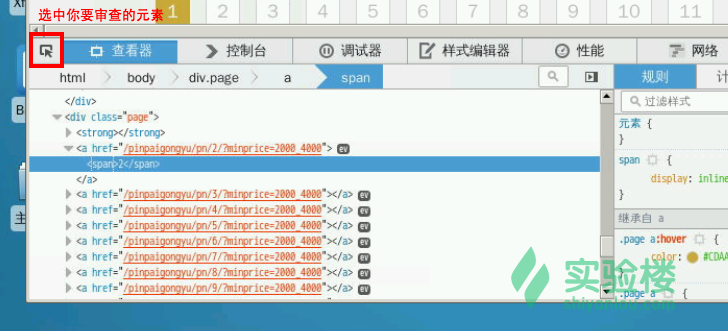 选中你要审查的元素
1 2 3 4 5 6 7 8 9 10 11
查看器 控制台 调试器 样式编辑器 性能 网络
html body div.page a span 规则
</div> 过滤样式
<div class="page"> 元素 {
<strong></strong> }
<a href="/pinpaigongyu/pn/2/?minprice=2000_4000"> ev span {
<span>2</span> display: inline
</a> }
<a href="/pinpaigongyu/pn/3/?minprice=2000_4000"></a> ev
<a href="/pinpaigongyu/pn/4/?minprice=2000_4000"></a> ev 继承自 a
<a href="/pinpaigongyu/pn/5/?minprice=2000_4000"></a> ev
<a href="/pinpaigongyu/pn/6/?minprice=2000_4000"></a> ev .page a:hover {
<a href="/pinpaigongyu/pn/7/?minprice=2000_4000"></a> ev color: #CDAA
<a href="/pinpaigongyu/pn/8/?minprice=2000_4000"></a> ev }
<a href="/pinpaigongyu/pn/9/?minprice=2000_4000"></a> ev .page a {
实验楼
shiyanlou.com